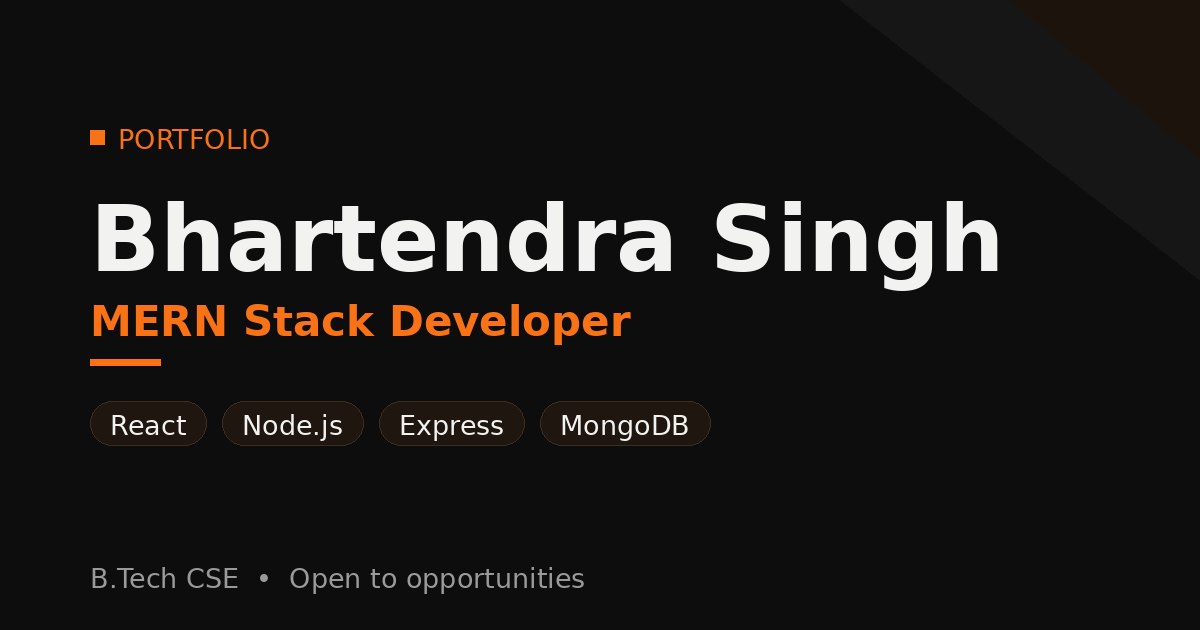 PORTFOLIO
Bhartendra Singh
MERN Stack Developer
React Node.js Express MongoDB
B.Tech CSE • Open to opportunities